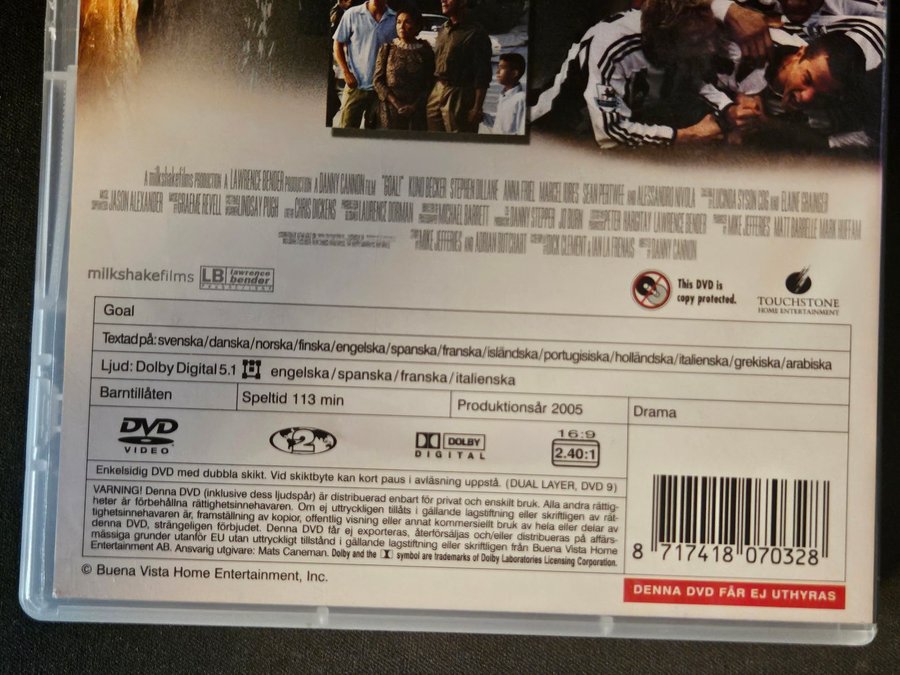 A milkshakefilms PRODUCTION A LAWRENCE BENDER PRODUCTION A DANNY CANNON FILM "GOAL!" KUNO BECKER STEPHEN DILLANE ANNA FRIEL MARCEL IURES SEAN PERTWEE AND ALESSANDRO NIVOLA LUCINDA SYSON CDG AND ELAINE GRAINGER
JASON ALEXANDER GRAEME REVELL LINDSAY PUGH CHRIS DICKENS LAURENCE DORMAN MICHAEL BARRETT DANNY STEPPER JO BURN PETER HARGITAY LAWRENCE BENDER MIKE JEFFERIES MATT BARRELLE MARK HUFFAM
MIKE JEFFERIES AND ADRIAN BUTCHART DICK CLEMENT & IAN LA FRENAIS DANNY CANNON
milkshakefilms LB lawrence bender PRODUCTIONS
This DVD is
copy protected.
TOUCHSTONE
HOME ENTERTAINMENT
Goal
Textad på: svenska/danska/norska/finska/engelska/spanska/franska/isländska/portugisiska/holländska/italienska/grekiska/arabiska
Ljud: Dolby Digital 5.1 engelska/spanska/franska/italienska
Barntillåten Speltid 113 min Produktionsår 2005 Drama
DVD VIDEO 2 DOLBY DIGITAL 16:9 2.40:1
Enkelsidig DVD med dubbla skikt. Vid skiktbyte kan kort paus i avläsning uppstå. (DUAL LAYER, DVD 9)
VARNING! Denna DVD (inklusive dess ljudspår) är distribuerad enbart för privat och enskilt bruk. Alla andra rättig-
heter är förbehållna rättighetsinnehavaren. Om ej uttryckligen tillåts i gällande lagstiftning eller skriftligen av rät-
tighetsinnehavaren, är framställning av kopior, offentlig visning eller annat kommersiellt bruk av hela eller delar av
denna DVD, strängeligen förbjudet. Denna DVD får ej exporteras, återförsäljas och/eller distribueras på affärs-
mässiga grunder utanför EU utan uttryckligt tillstånd i gällande lagstiftning eller skriftligen från Buena Vista Home
Entertainment AB. Ansvarig utgivare: Mats Caneman. Dolby and the symbol are trademarks of Dolby Laboratories Licensing Corporation.
8 717418 070328
© Buena Vista Home Entertainment, Inc.
DENNA DVD FÅR EJ UTHYRAS